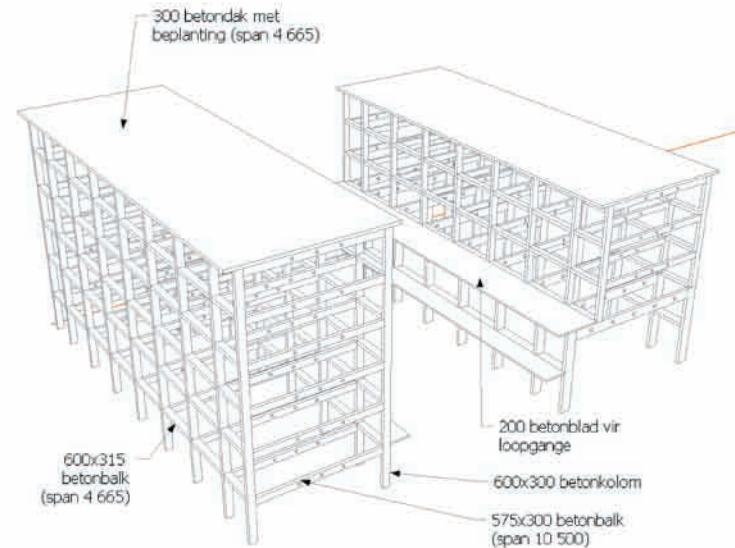 300 betondak met
beplanting (span 4 665)
200 betonblad vir
loopgange
600x315
betonbalk
(span 4 665)
600x300 betonkolom
575x300 betonbalk
(span 10 500)